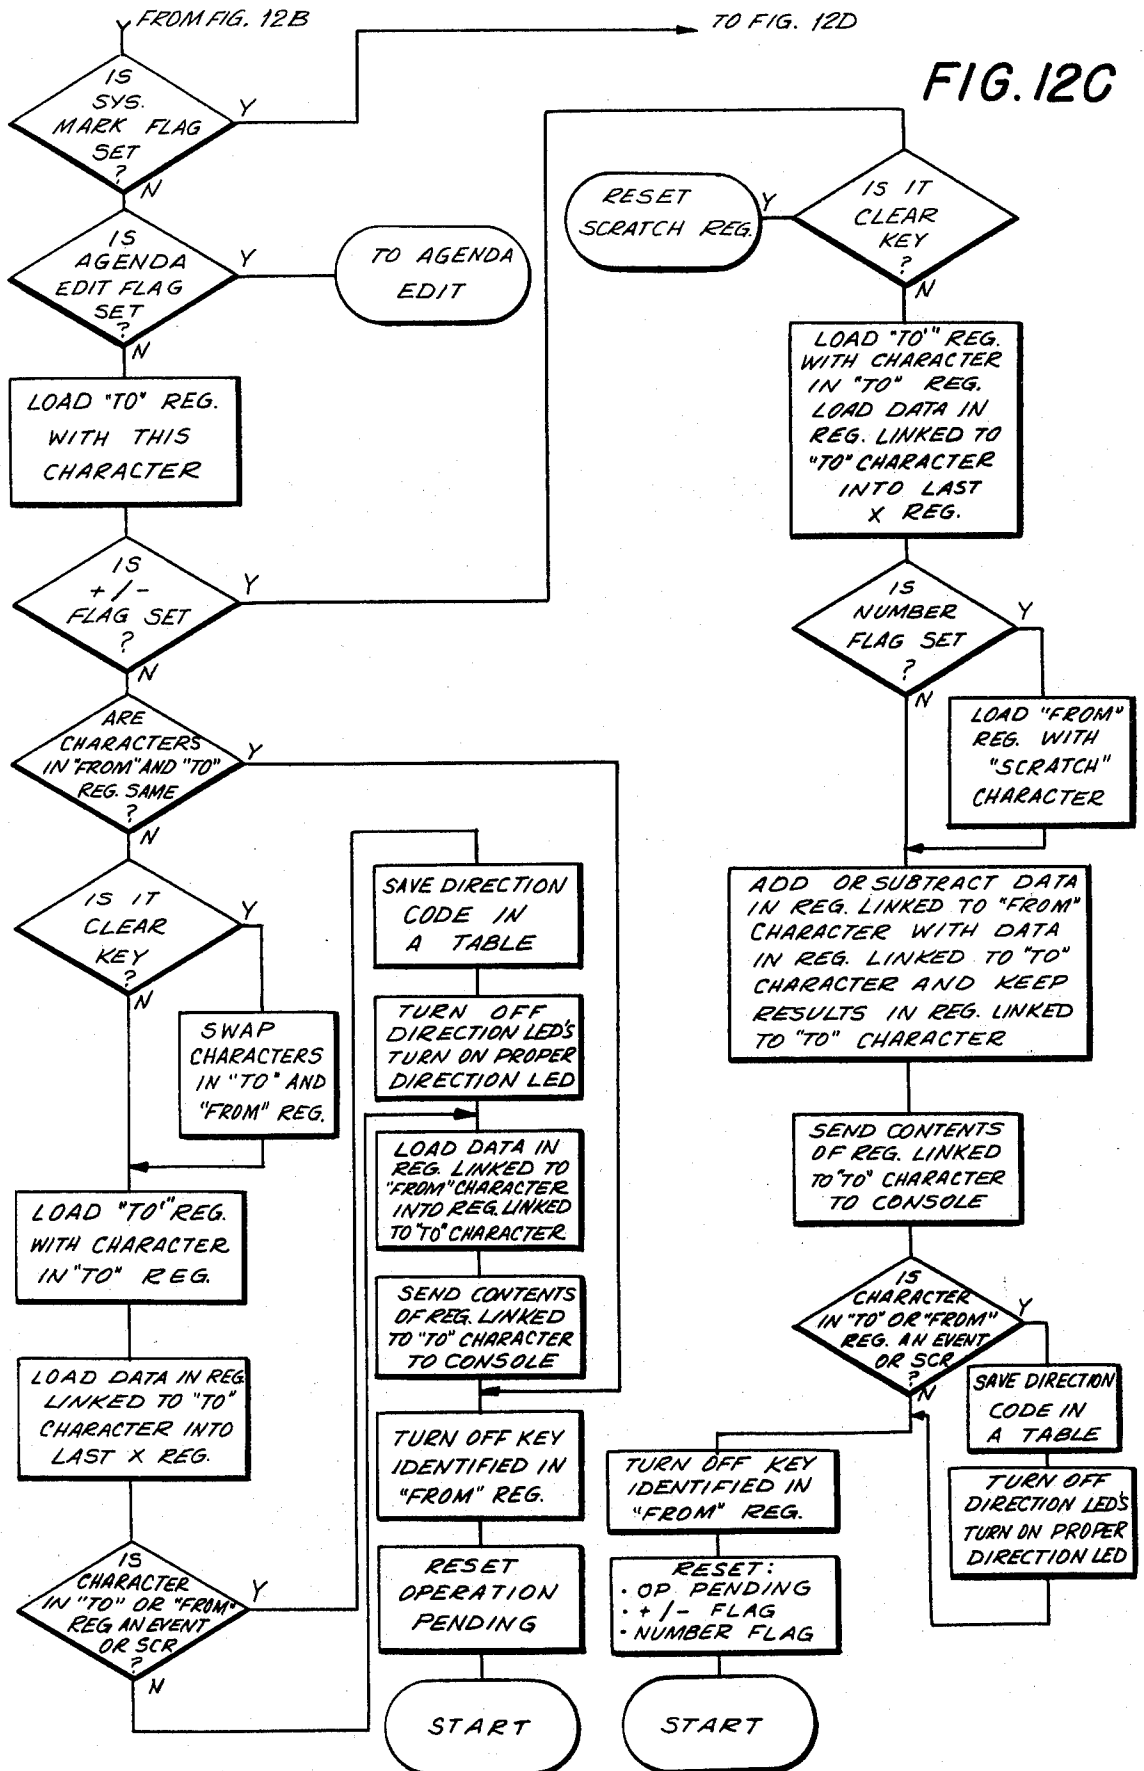 FROM FIG. 12B
TO FIG. 12D
FIG. 12C
IS
SYS.
MARK FLAG
SET
?
Y
N
IS
AGENDA
EDIT FLAG
SET
?
Y
N
TO AGENDA
EDIT
LOAD "TO" REG.
WITH THIS
CHARACTER
IS
+/-
FLAG SET
?
Y
N
ARE
CHARACTERS
IN "FROM" AND "TO"
REG. SAME
?
Y
N
IS IT
CLEAR
KEY
?
Y
N
SWAP
CHARACTERS
IN "TO" AND
"FROM" REG.
LOAD "TO'" REG.
WITH CHARACTER
IN "TO" REG.
LOAD DATA IN REG.
LINKED TO "TO"
CHARACTER INTO
LAST X REG.
IS
CHARACTER
IN "TO" OR "FROM"
REG AN EVENT
OR SCR
?
Y
N
SAVE DIRECTION
CODE IN
A TABLE
TURN OFF
DIRECTION LED'S
TURN ON PROPER
DIRECTION LED
LOAD DATA IN
REG. LINKED TO
"FROM" CHARACTER
INTO REG. LINKED
TO "TO" CHARACTER
SEND CONTENTS
OF REG. LINKED
TO "TO" CHARACTER
TO CONSOLE
TURN OFF KEY
IDENTIFIED IN
"FROM" REG.
RESET
OPERATION
PENDING
START
IS IT
CLEAR
KEY
?
Y
N
RESET
SCRATCH REG.
LOAD "TO'" REG.
WITH CHARACTER
IN "TO" REG.
LOAD DATA IN
REG. LINKED TO
"TO" CHARACTER
INTO LAST
X REG.
IS
NUMBER
FLAG SET
?
Y
N
LOAD "FROM"
REG. WITH
"SCRATCH"
CHARACTER
ADD OR SUBTRACT DATA
IN REG. LINKED TO "FROM"
CHARACTER WITH DATA
IN REG. LINKED TO "TO"
CHARACTER AND KEEP
RESULTS IN REG. LINKED
TO "TO" CHARACTER
SEND CONTENTS
OF REG. LINKED
TO "TO" CHARACTER
TO CONSOLE
IS
CHARACTER
IN "TO" OR "FROM"
REG. AN EVENT
OR SCR
?
Y
N
SAVE DIRECTION
CODE IN
A TABLE
TURN OFF
DIRECTION LED'S
TURN ON PROPER
DIRECTION LED
TURN OFF KEY
IDENTIFIED IN
"FROM" REG.
RESET:
• OP PENDING
• +/- FLAG
• NUMBER FLAG
START